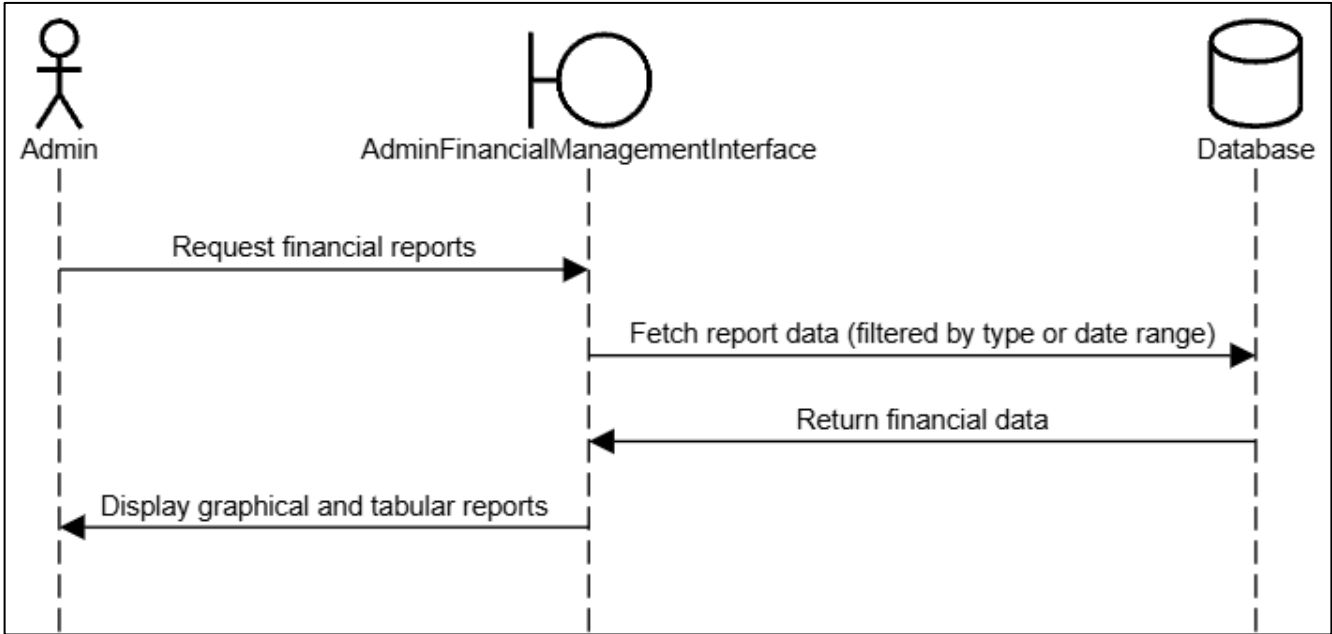 Admin
AdminFinancialManagementInterface
Database
Request financial reports
Fetch report data (filtered by type or date range)
Return financial data
Display graphical and tabular reports